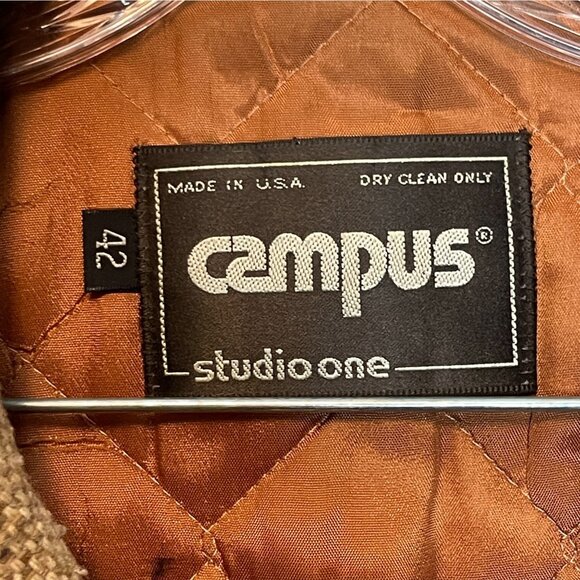 MADE IN U.S.A. DRY CLEAN ONLY
campus®
studio one
42